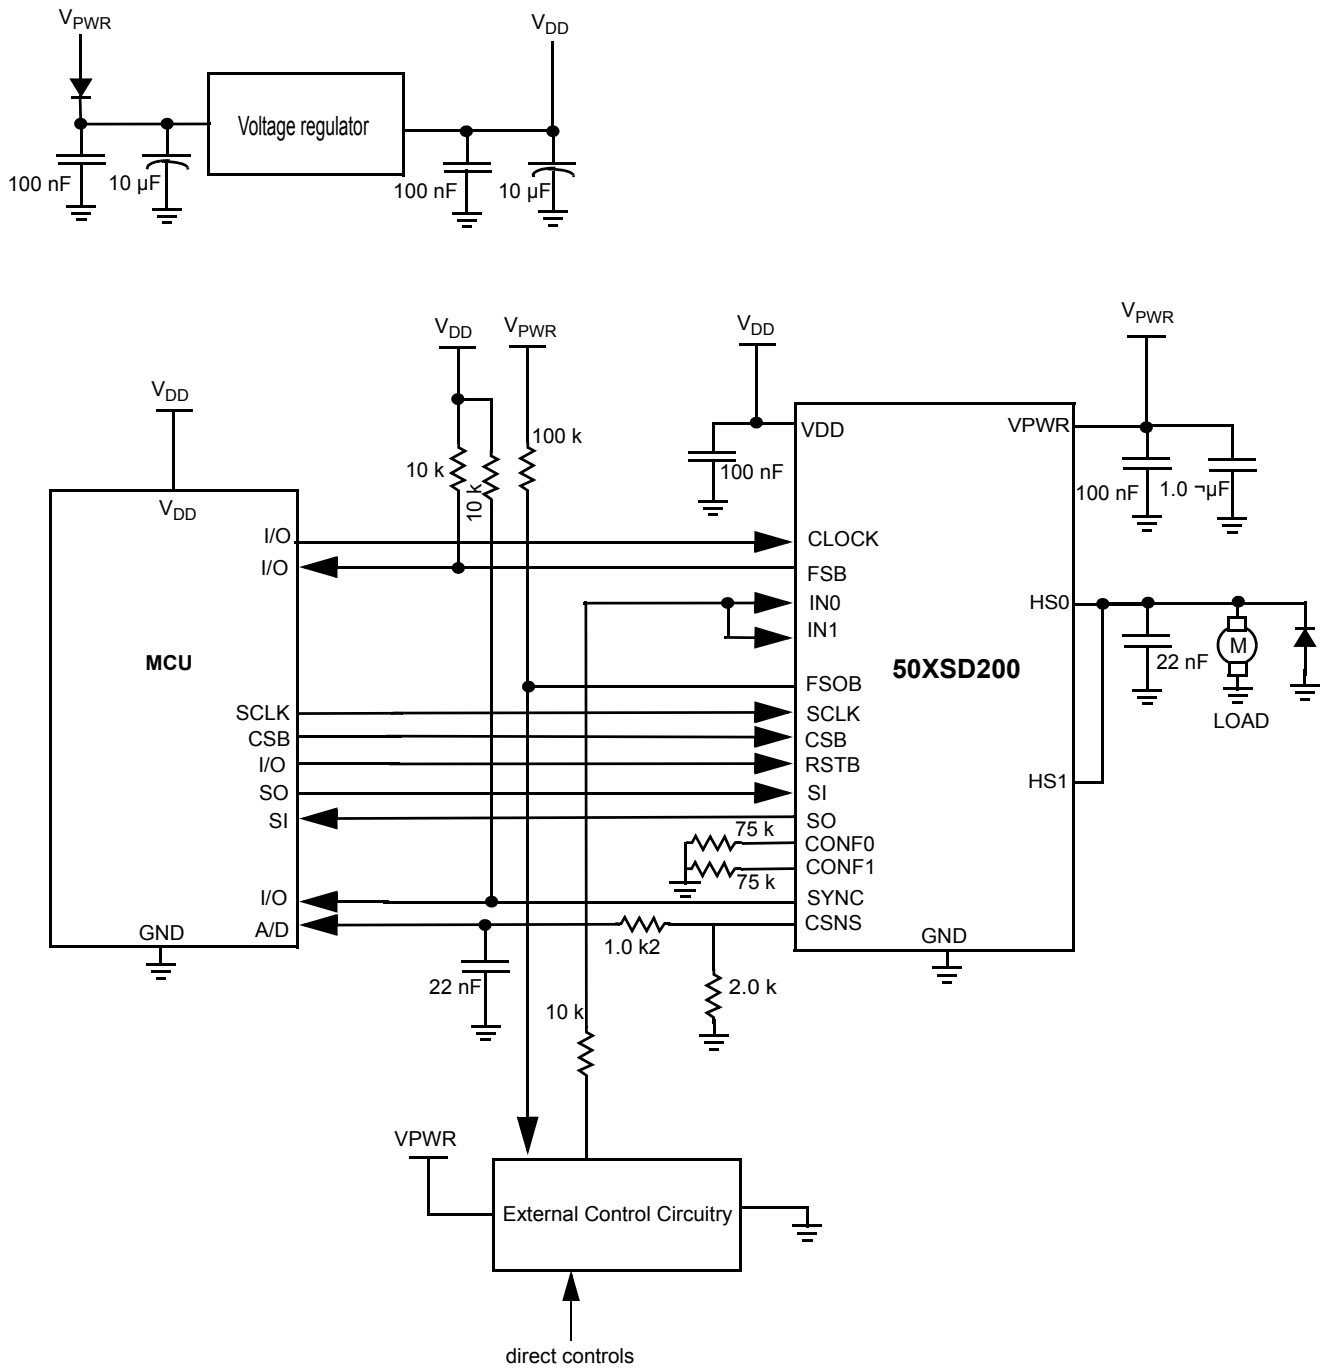 VPWR
VDD
Voltage regulator
100 nF
10 µF
100 nF
10 µF
VDD
VPWR
VDD
VPWR
VDD
100 k
10 k
10 k
VDD
VPWR
100 nF
100 nF
1.0 ¬µF
VDD
I/O
CLOCK
I/O
FSB
IN0
HS0
IN1
MCU
50XSD200
M
22 nF
FSOB
SCLK
SCLK
LOAD
CSB
CSB
I/O
RSTB
HS1
SO
SI
SI
SO
75 k
CONF0
CONF1
75 k
I/O
SYNC
A/D
CSNS
GND
GND
1.0 k2
22 nF
2.0 k
10 k
VPWR
External Control Circuitry
direct controls